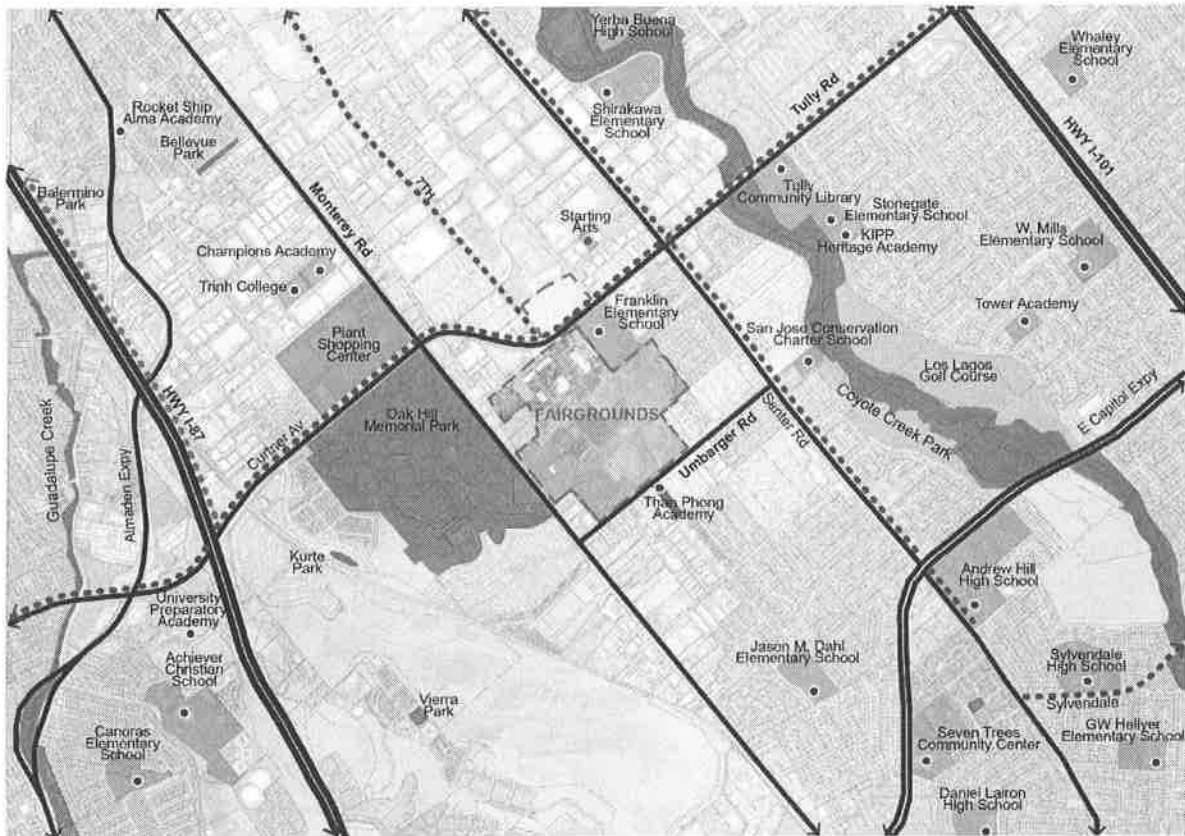 Yerba Buena
High School
Whaley
Elementary
School
Tully Rd
Rocket Ship
Alma Academy
Shirakawa
Elementary
School
HWY I-101
Bellevue
Park
7TH
Balermino
Park
Monterey Rd
Tully
Community Library
Stonegate
Elementary School
Starting
Arts
KIPP
Heritage Academy
W. Mills
Elementary School
Champions Academy
Trinh College
Franklin
Elementary
School
Tower Academy
San Jose Conservation
Charter School
Plant
Shopping
Center
Los Lagos
Goll Course
HWY I-87
Oak Hill
Memorial Park
FAIRGROUNDS
Senter Rd
Coyote Creek Park
E Capitol Expy
Curtner Av
Umbarger Rd
Guadalupe Creek
Almaden Expy
Than Phong
Academy
Kurte
Park
Andrew Hill
High School
University
Preparatory
Academy
Achiever
Christian
School
Jason M. Dahl
Elementary School
Sylvendale
High School
Vierra
Park
Sylvendale
Canoras
Elementary
School
Seven Trees
Community Center
GW Hellyer
Elementary School
Daniel Lairon
High School